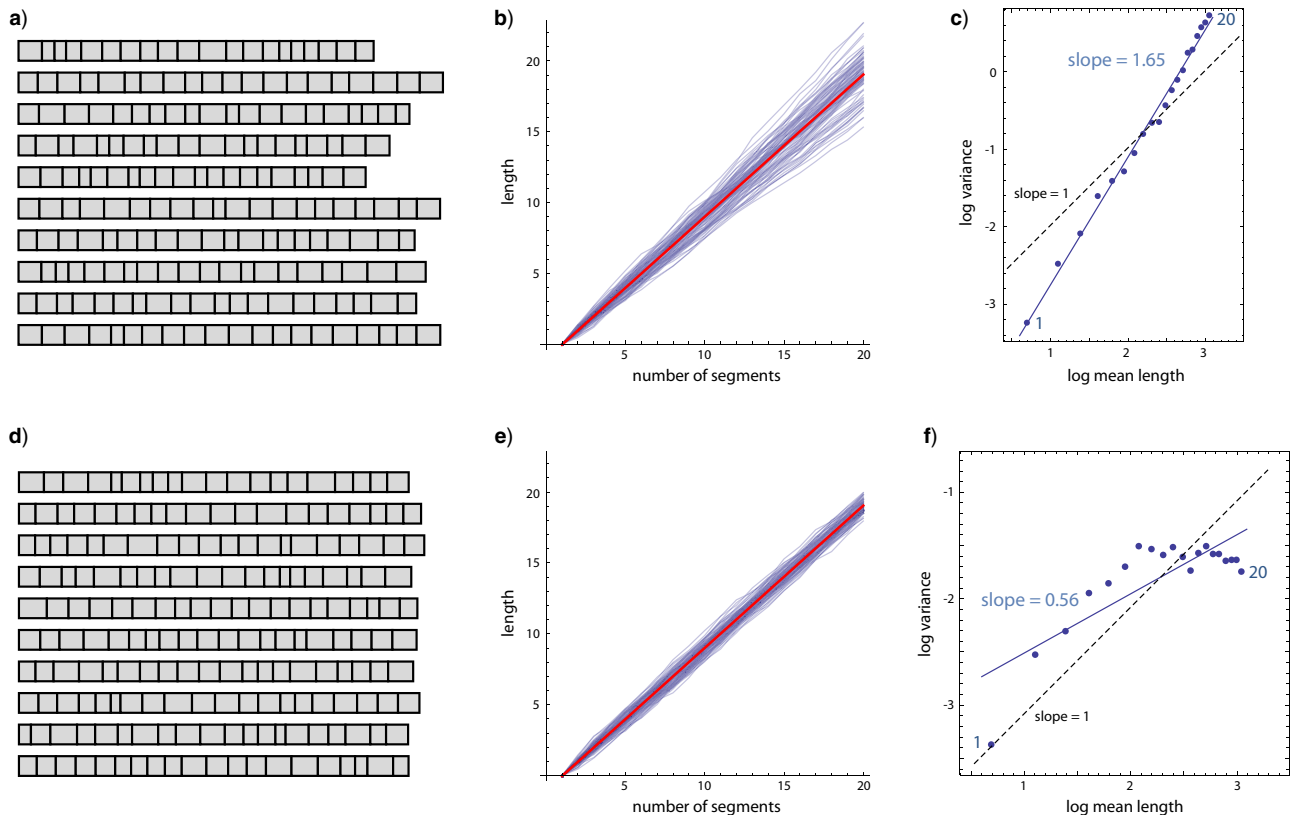 a)
b)
c)
length
20
15
10
5
5
10
15
20
number of segments
log variance
0
-1
-2
-3
1
2
3
log mean length
20
slope = 1.65
slope = 1
1
d)
e)
f)
length
20
15
10
5
5
10
15
20
number of segments
log variance
-1
-2
-3
1
2
3
log mean length
20
slope = 0.56
slope = 1
1